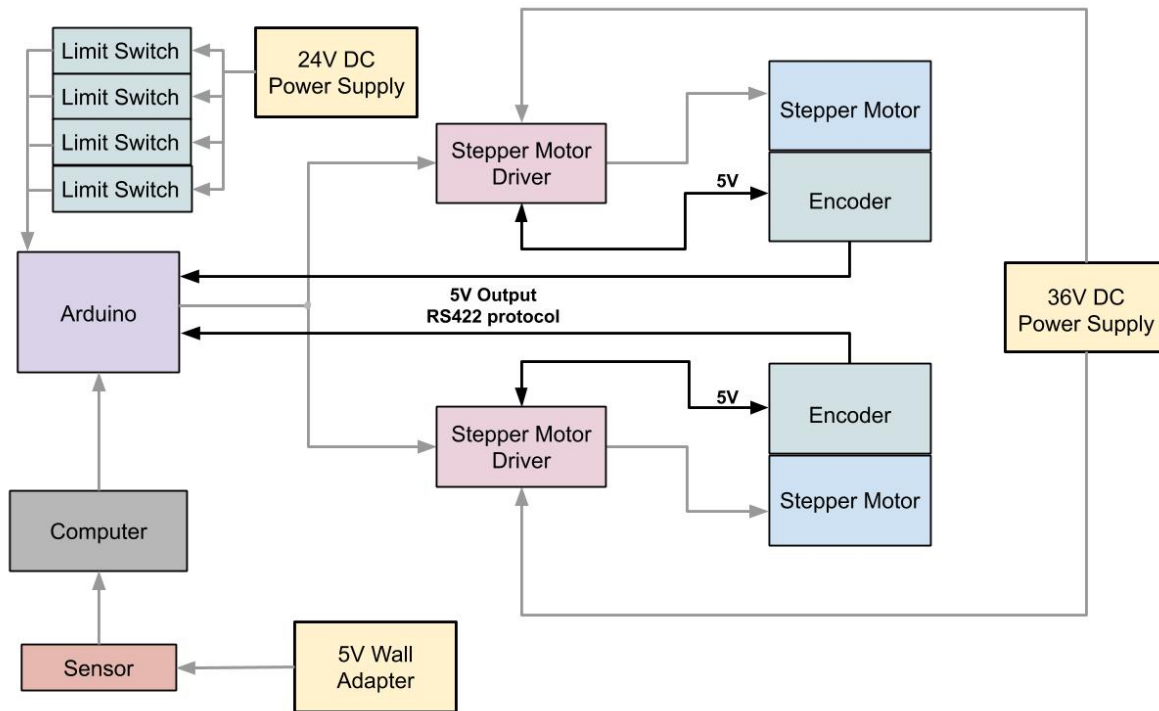 Limit Switch
Limit Switch
Limit Switch
Limit Switch
24V DC
Power Supply
Stepper Motor
Driver
Stepper Motor
5V
Encoder
Arduino
5V Output
RS422 protocol
36V DC
Power Supply
Stepper Motor
Driver
5V
Encoder
Stepper Motor
Computer
Sensor
5V Wall
Adapter